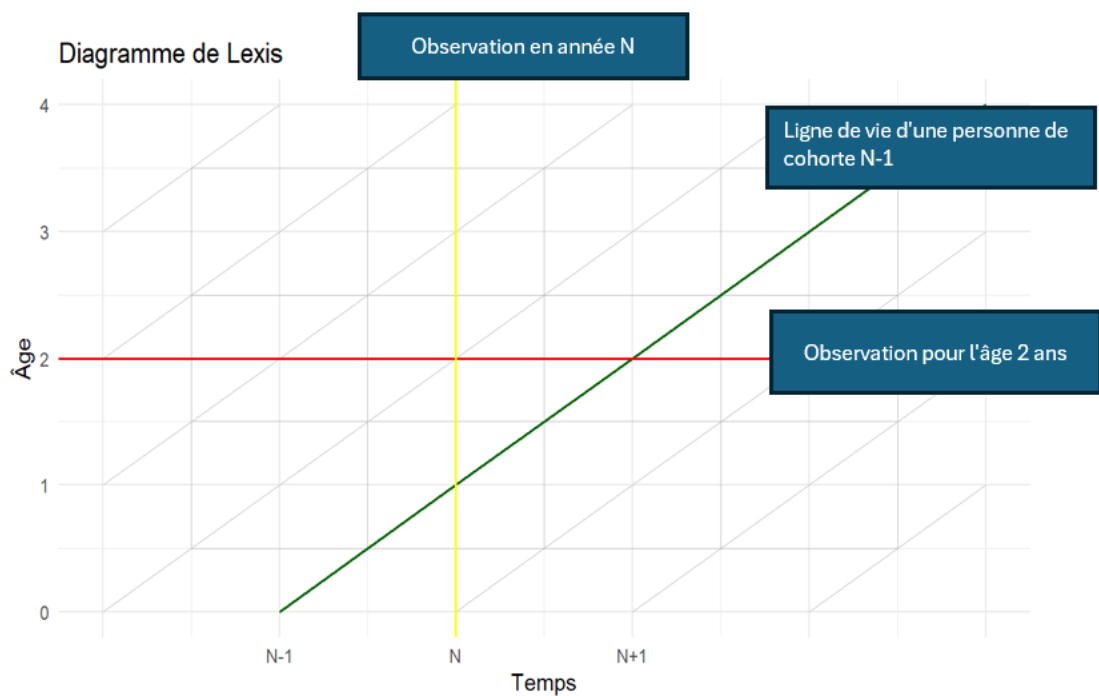 Diagramme de Lexis
Observation en année N
Ligne de vie d'une personne de
cohorte N-1
Observation pour l'âge 2 ans
Âge
4
3
2
1
0
N-1
N
N+1
Temps